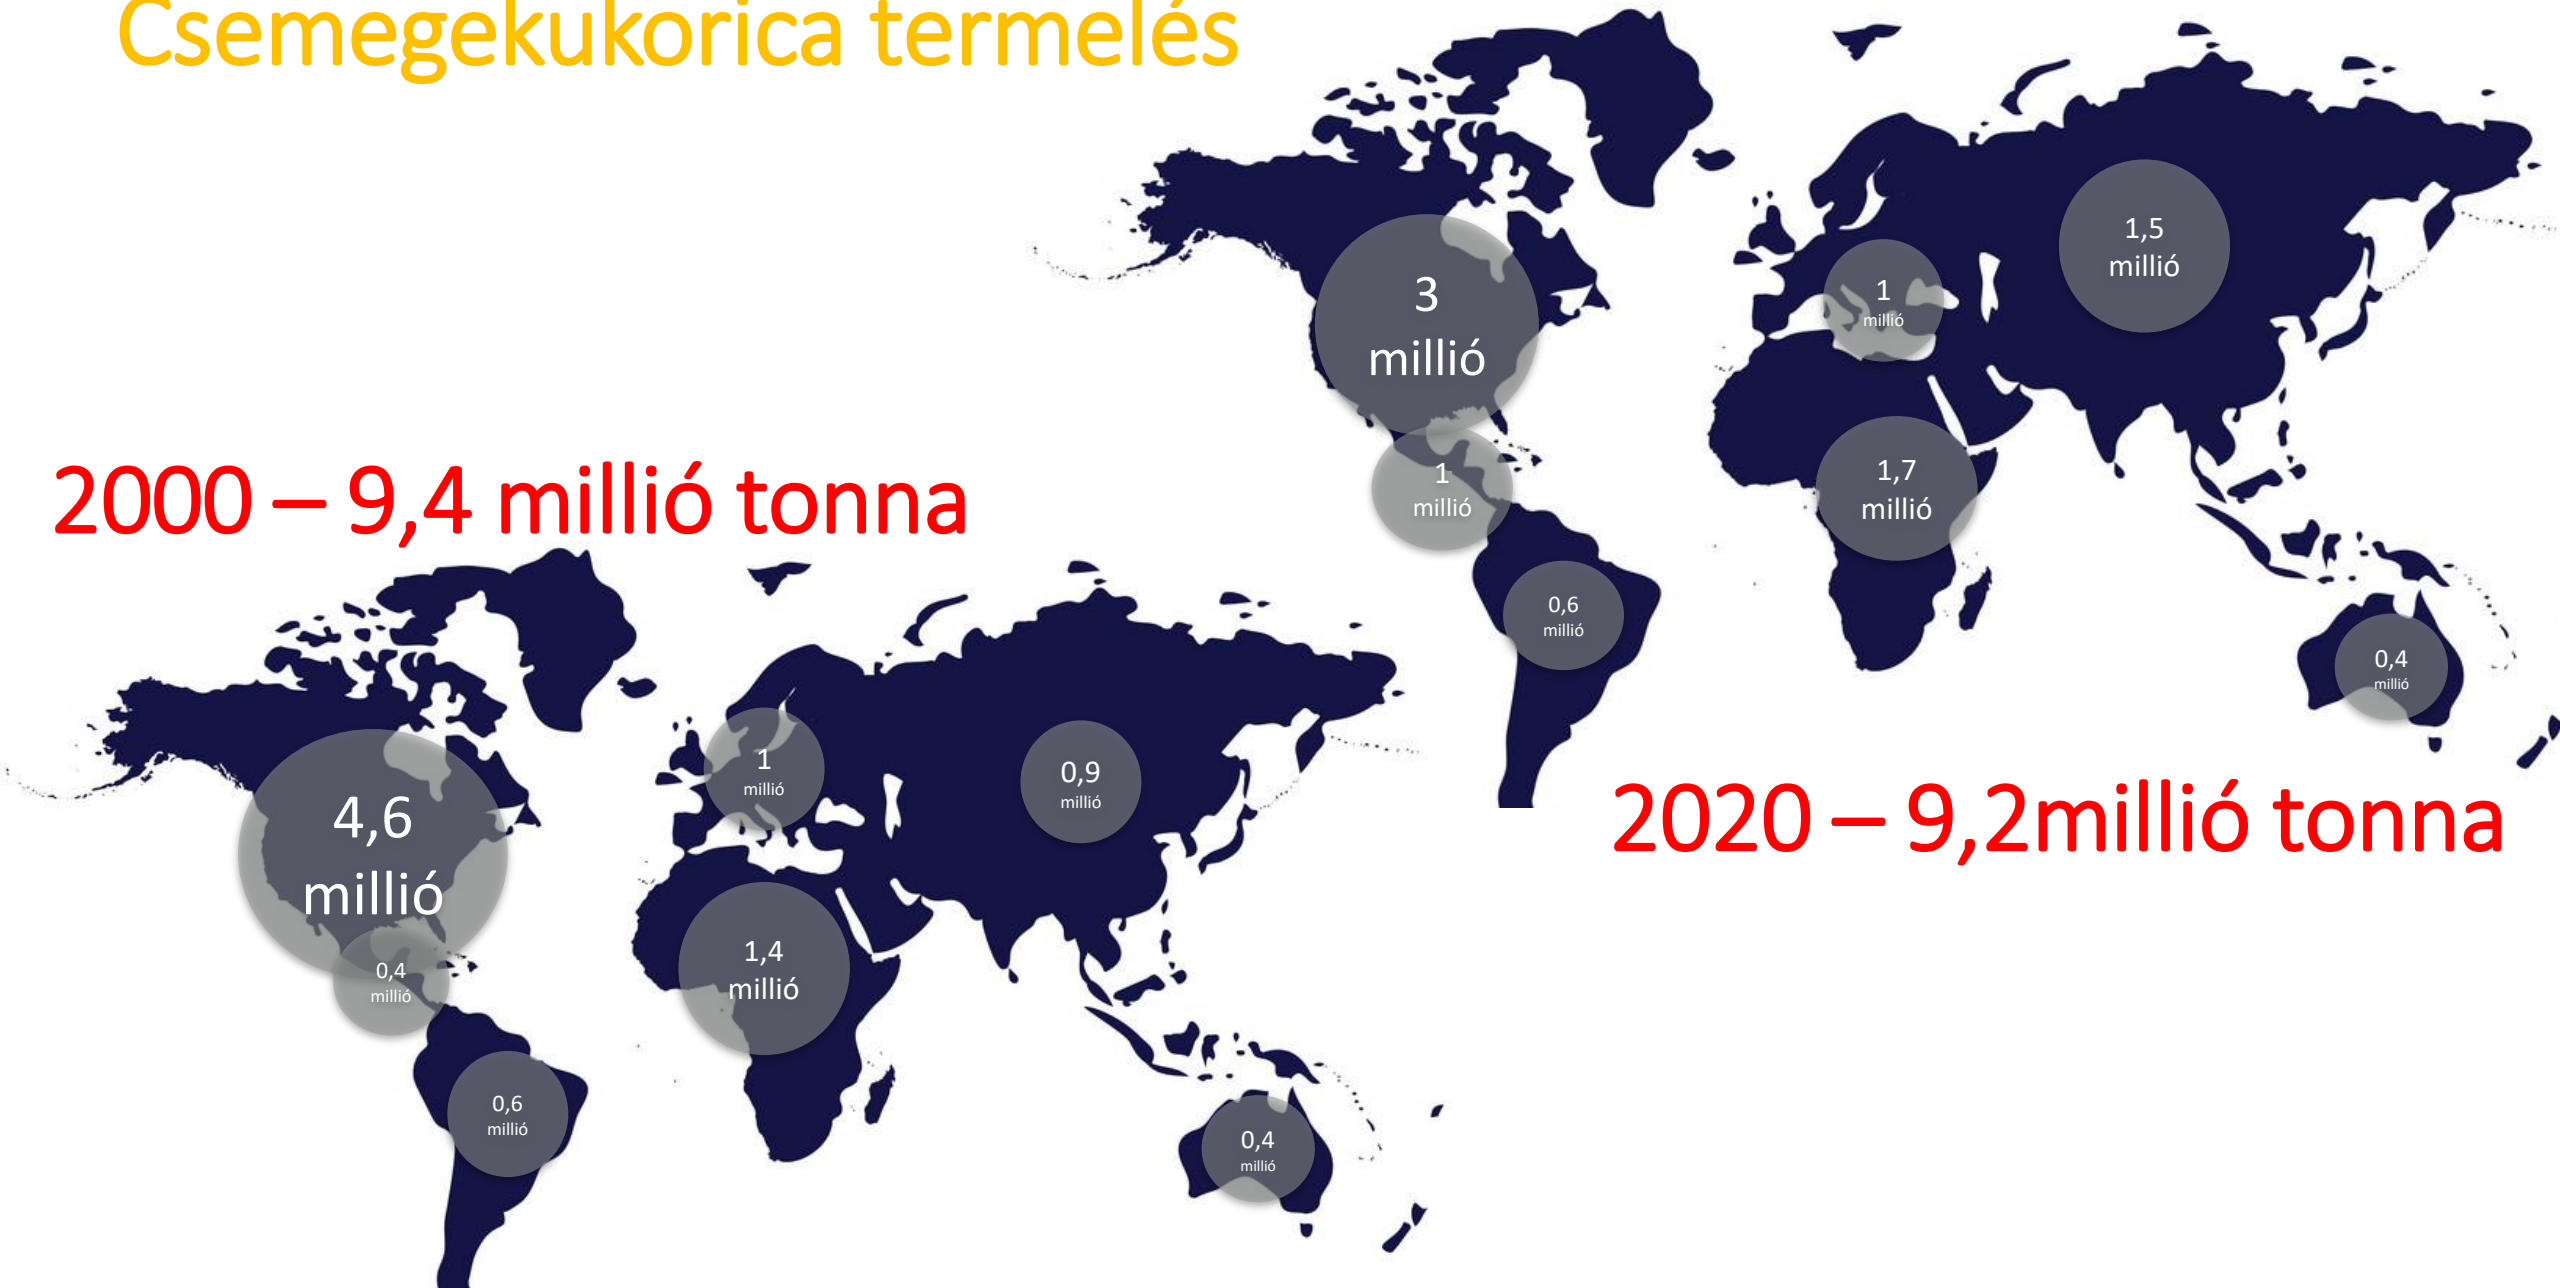 Csemegekukorica termelés
2000 – 9,4 millió tonna
4,6
millió
0,4
millió
0,6
millió
1
millió
1,4
millió
0,9
millió
0,4
millió
3
millió
1
millió
0,6
millió
1
millió
1,7
millió
1,5
millió
0,4
millió
2020 – 9,2millió tonna